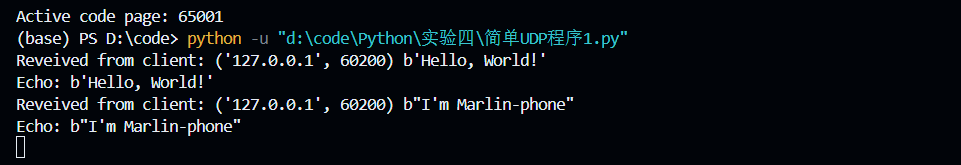 Active code page: 65001
(base) PS D:\code> python -u "d:\code\Python\实验四\简单UDP程序1.py"
Reveived from client: ('127.0.0.1', 60200) b'Hello, World!'
Echo: b'Hello, World!'
Reveived from client: ('127.0.0.1', 60200) b"I'm Marlin-phone"
Echo: b"I'm Marlin-phone"